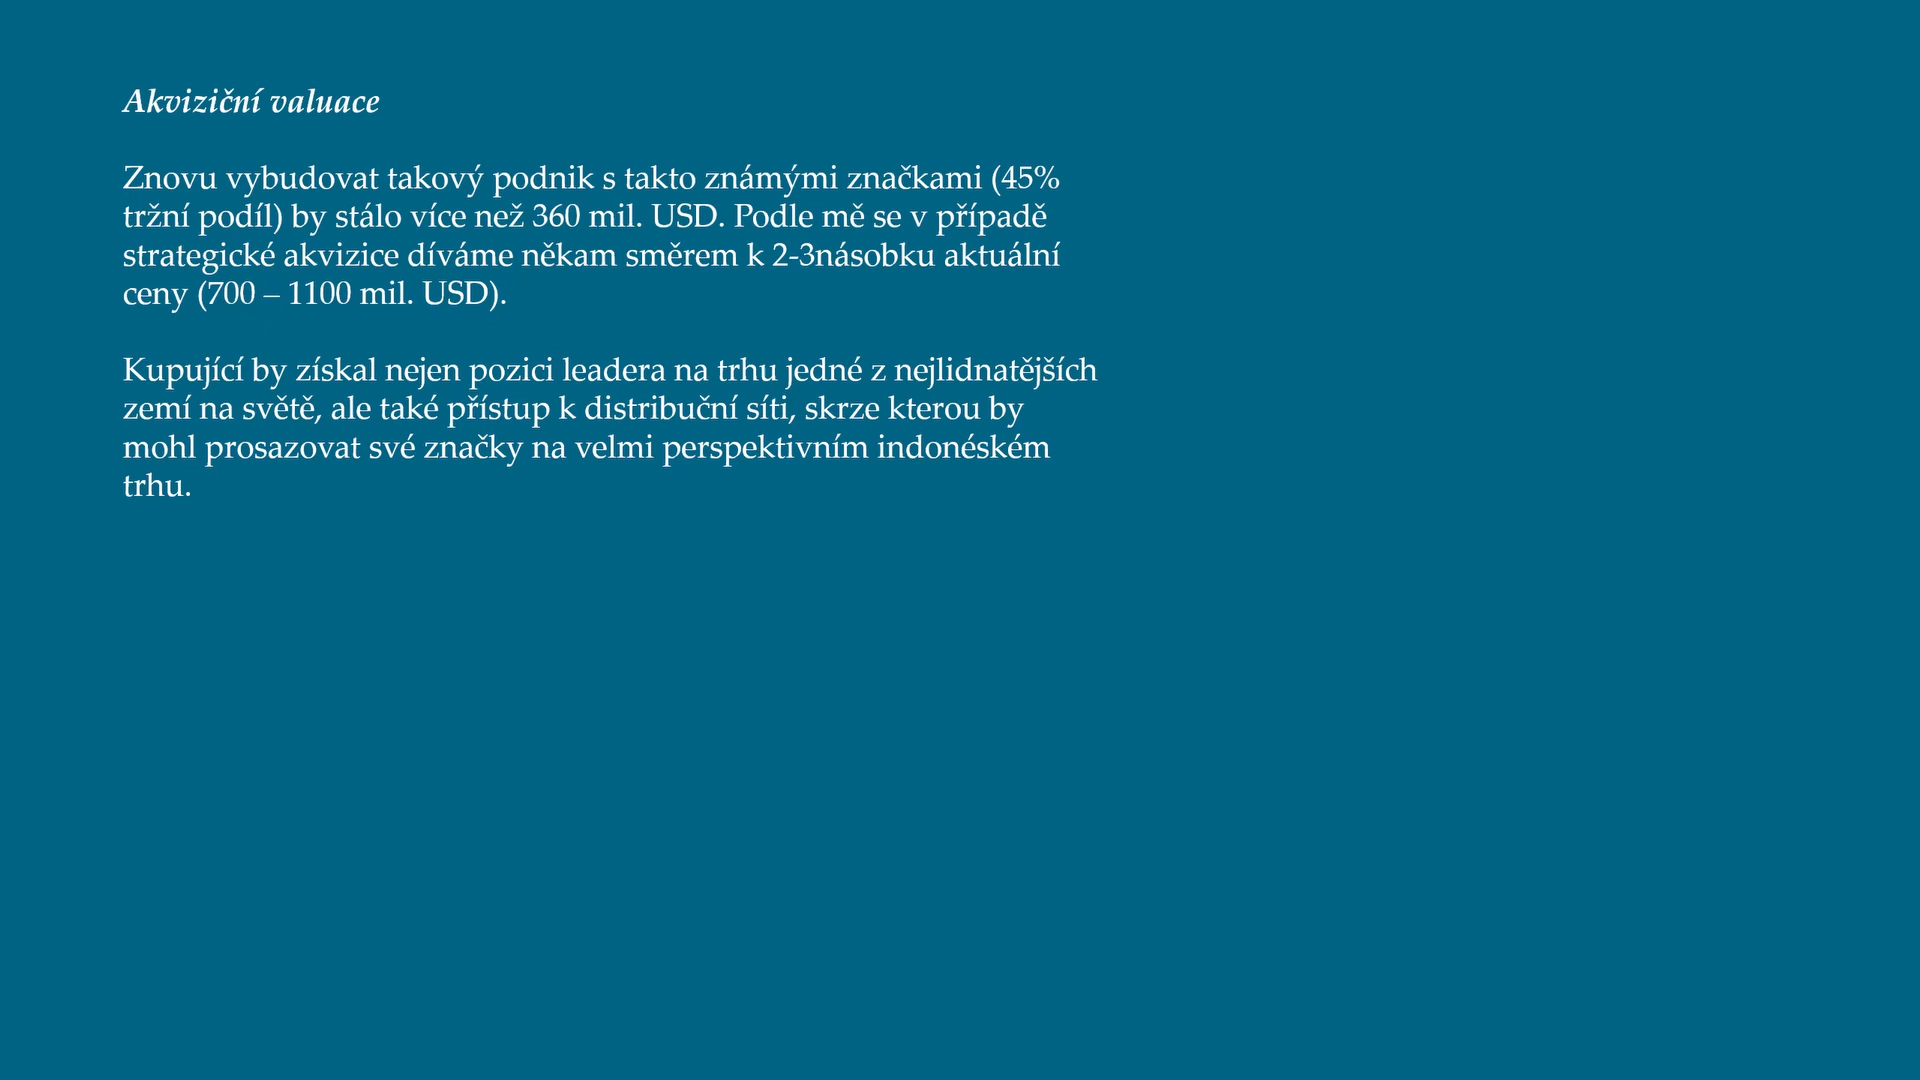 Akviziční valuace
Znovu vybudovat takový podnik s takto známými značkami (45%
tržní podíl) by stálo více než 360 mil. USD. Podle mě se v případě
strategické akvizice díváme někam směrem k 2-3násobku aktuální
ceny (700 – 1100 mil. USD).
Kupující by získal nejen pozici leadera na trhu jedné z nejlidnatějších
zemí na světě, ale také přístup k distribuční síti, skrze kterou by
mohl prosazovat své značky na velmi perspektivním indonéském
trhu.